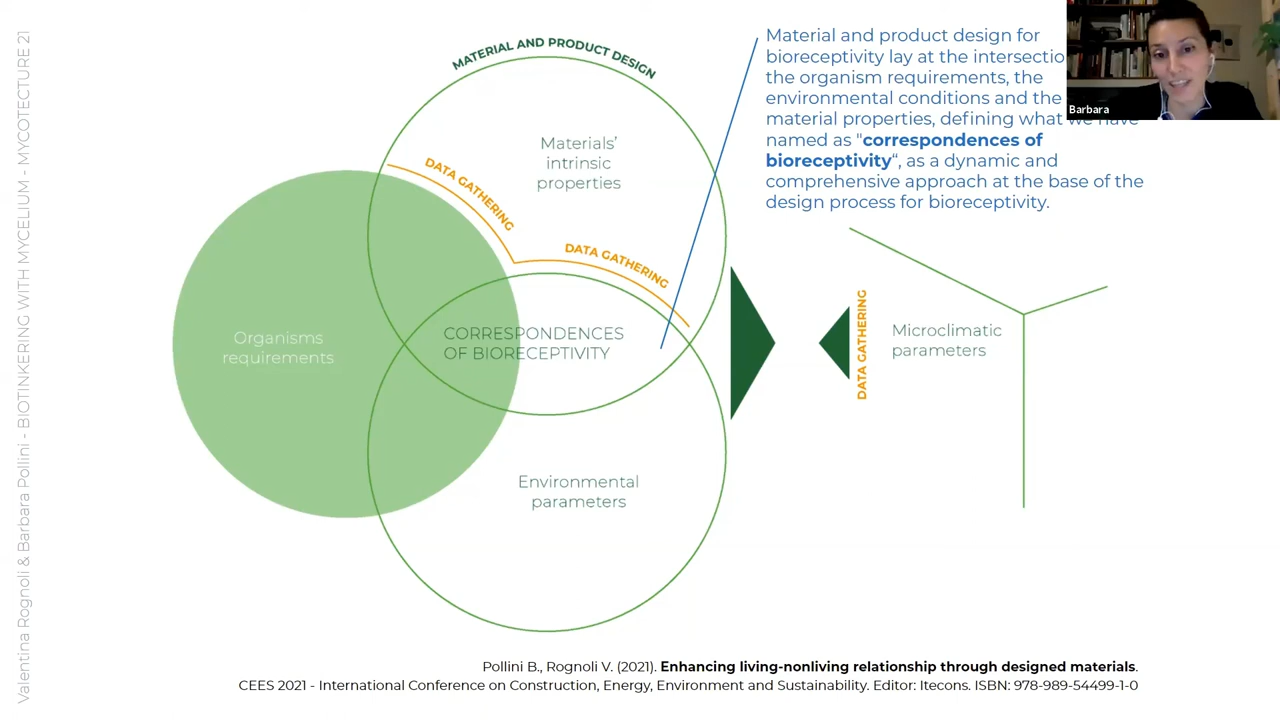 Valentina Rognoli & Barbara Pollini - BIOTINKERING WITH MYCELIUM - MYCOTECTURE 21
MATERIAL AND PRODUCT DESIGN
Materials'
intrinsic
properties
DATA GATHERING
DATA GATHERING
Organisms
requirements
CORRESPONDENCES
OF BIORECEPTIVITY
Environmental
parameters
Material and product design for
bioreceptivity lay at the intersectio
the organism requirements, the
environmental conditions and the
material properties, defining what we have
named as "correspondences of
bioreceptivity“, as a dynamic and
comprehensive approach at the base of the
design process for bioreceptivity.
Barbara
DATA GATHERING
Microclimatic
parameters
Pollini B., Rognoli V. (2021). Enhancing living-nonliving relationship through designed materials.
CEES 2021 - International Conference on Construction, Energy, Environment and Sustainability. Editor: Itecons. ISBN: 978-989-54499-1-0